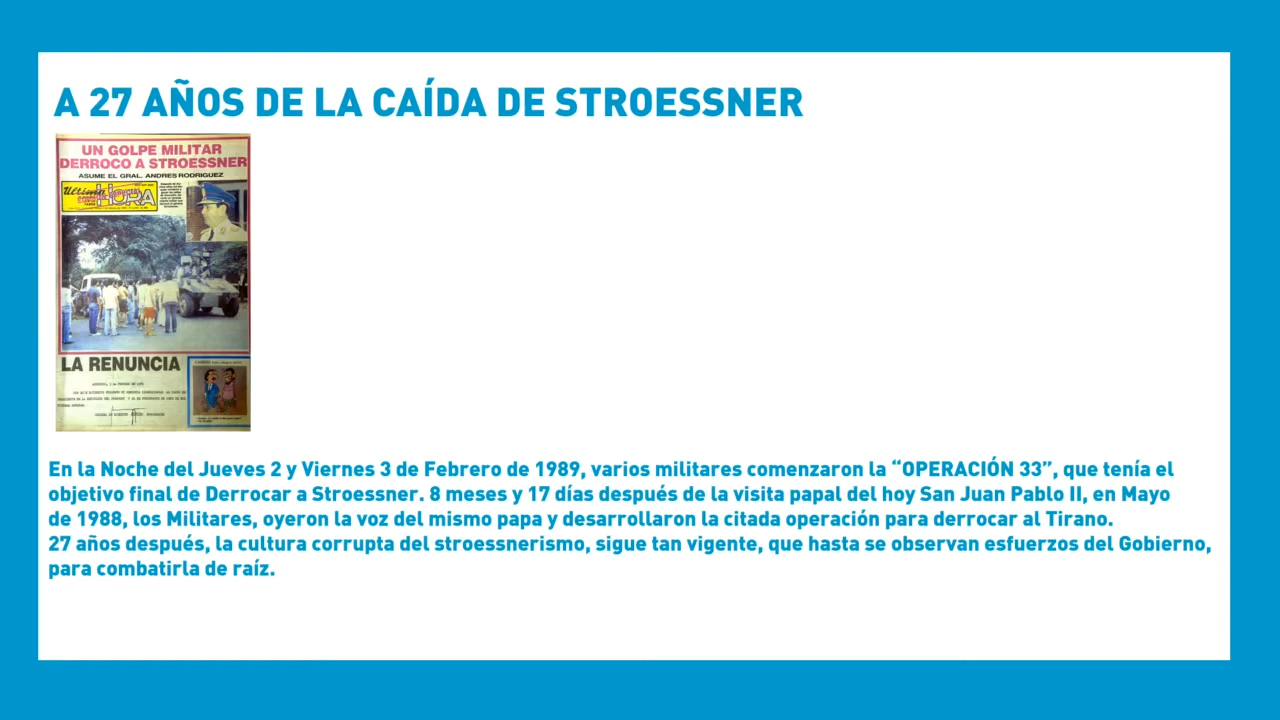 A 27 AÑOS DE LA CAÍDA DE STROESSNER
UN GOLPE MILITAR
DERROCO A STROESSNER
ASUME EL GRAL. ANDRES RODRIGUEZ
Ultima
HORA
LA RENUNCIA
En la Noche del Jueves 2 y Viernes 3 de Febrero de 1989, varios militares comenzaron la “OPERACIÓN 33”, que tenía el
objetivo final de Derrocar a Stroessner. 8 meses y 17 días después de la visita papal del hoy San Juan Pablo II, en Mayo
de 1988, los Militares, oyeron la voz del mismo papa y desarrollaron la citada operación para derrocar al Tirano.
27 años después, la cultura corrupta del stroessnerismo, sigue tan vigente, que hasta se observan esfuerzos del Gobierno,
para combatirla de raíz.